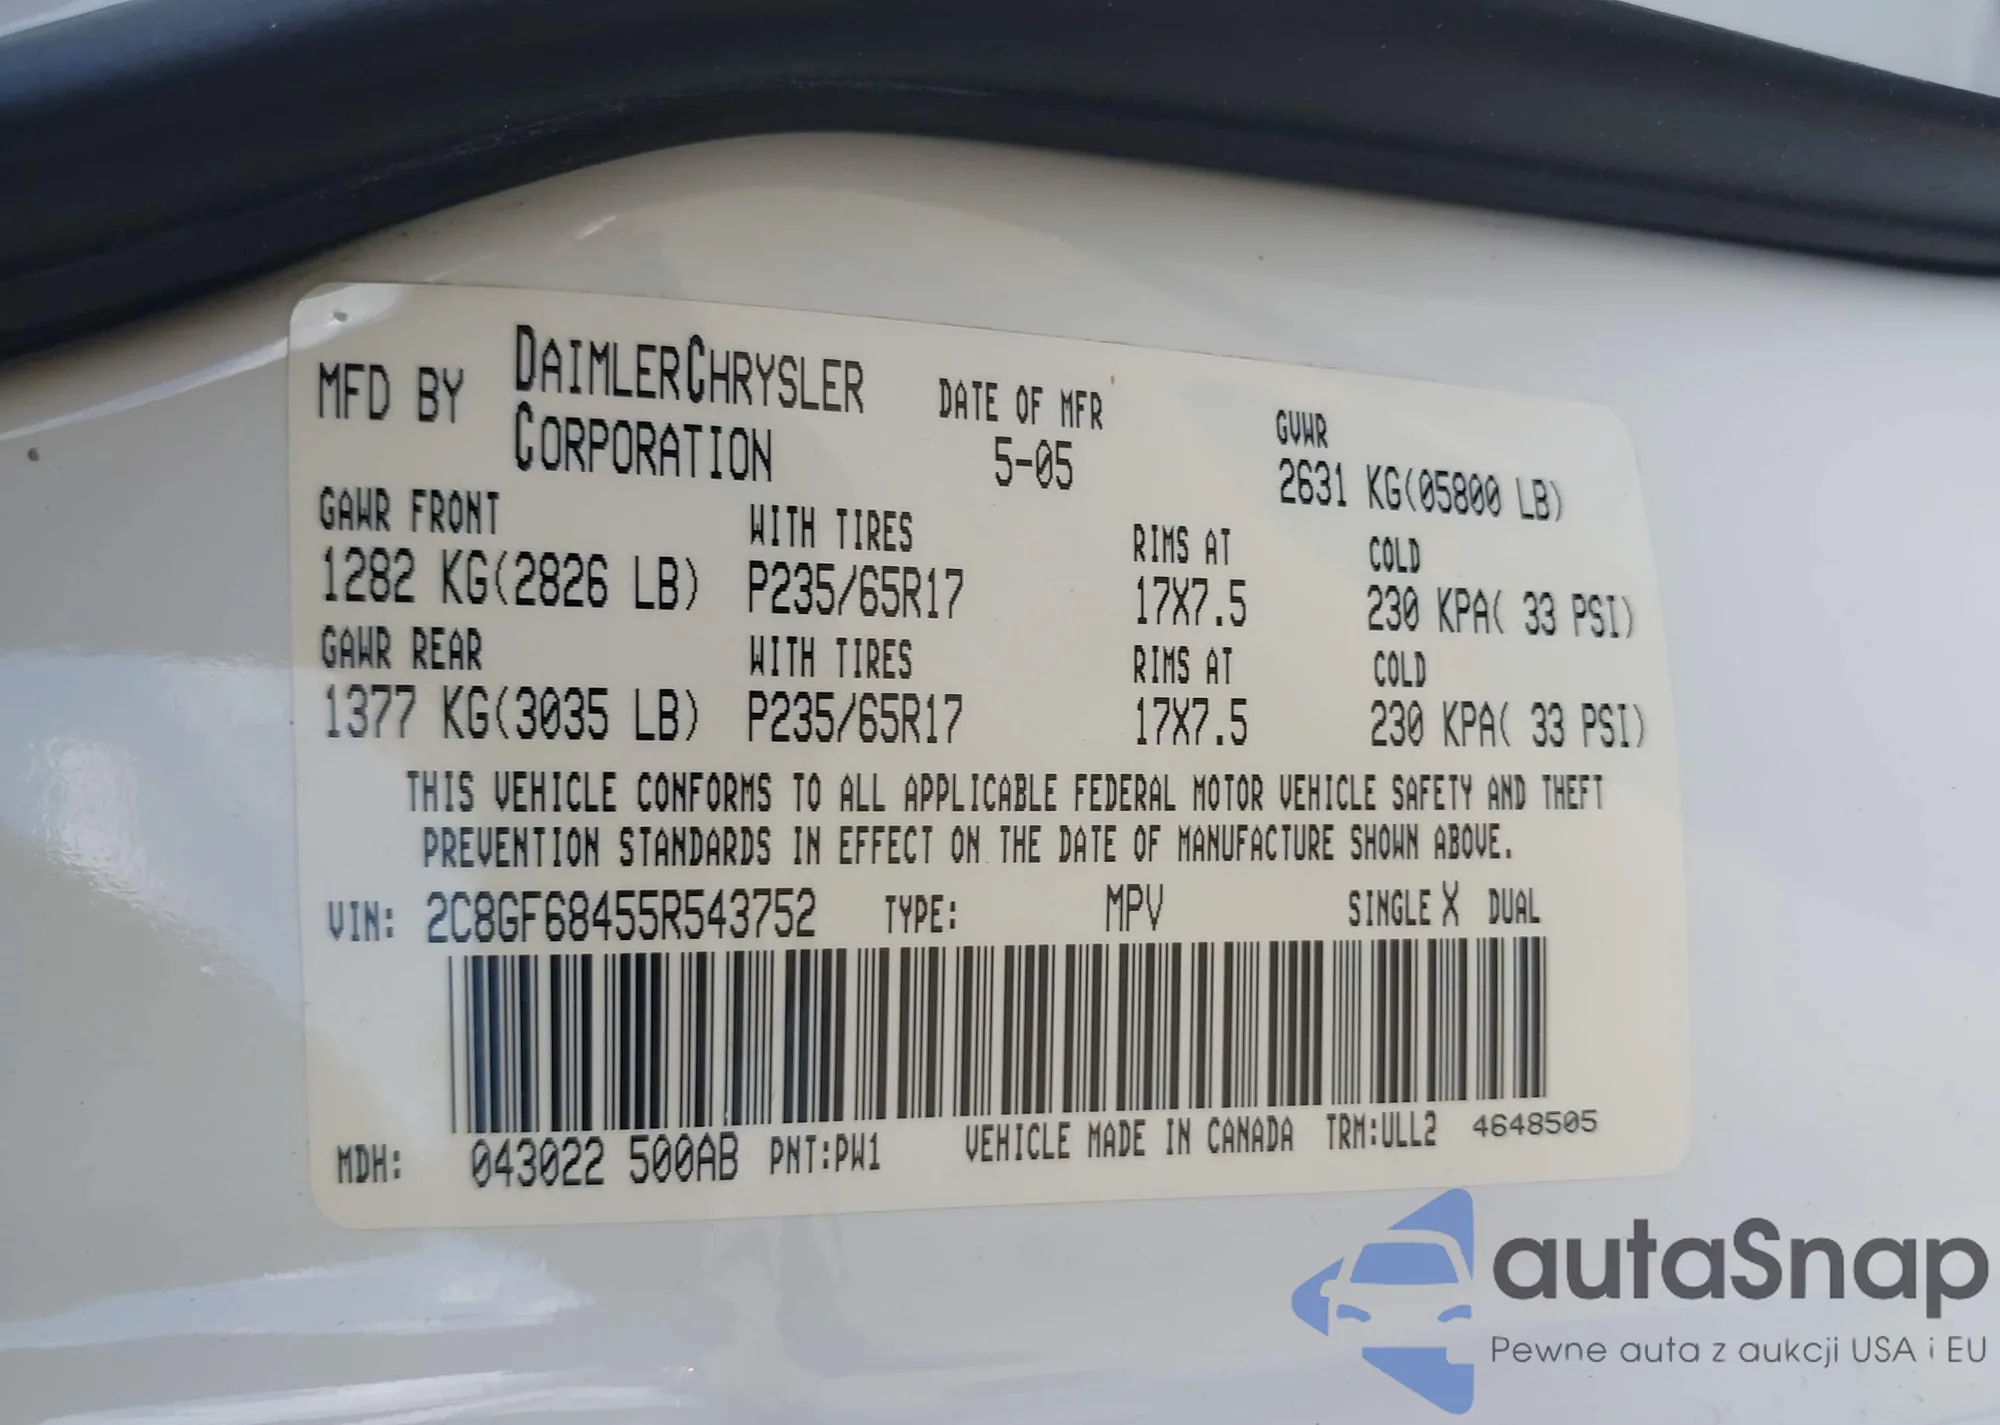 MFD BY DAIMLERCHRYSLER CORPORATION DATE OF MFR 5-05 GVWR 2631 KG(05800 LB)
GAWR FRONT WITH TIRES RIMS AT COLD
1282 KG(2826 LB) P235/65R17 17X7.5 230 KPA( 33 PSI)
GAWR REAR WITH TIRES RIMS AT COLD
1377 KG(3035 LB) P235/65R17 17X7.5 230 KPA( 33 PSI)
THIS VEHICLE CONFORMS TO ALL APPLICABLE FEDERAL MOTOR VEHICLE SAFETY AND THEFT
PREVENTION STANDARDS IN EFFECT ON THE DATE OF MANUFACTURE SHOWN ABOVE.
VIN: 2C8GF68455R543752 TYPE: MPV SINGLE X DUAL
MDH: 043022 500AB PNT:PW1 VEHICLE MADE IN CANADA TRM:ULL2 4648505
autaSnap
Pewne auta z aukcji USA i EU